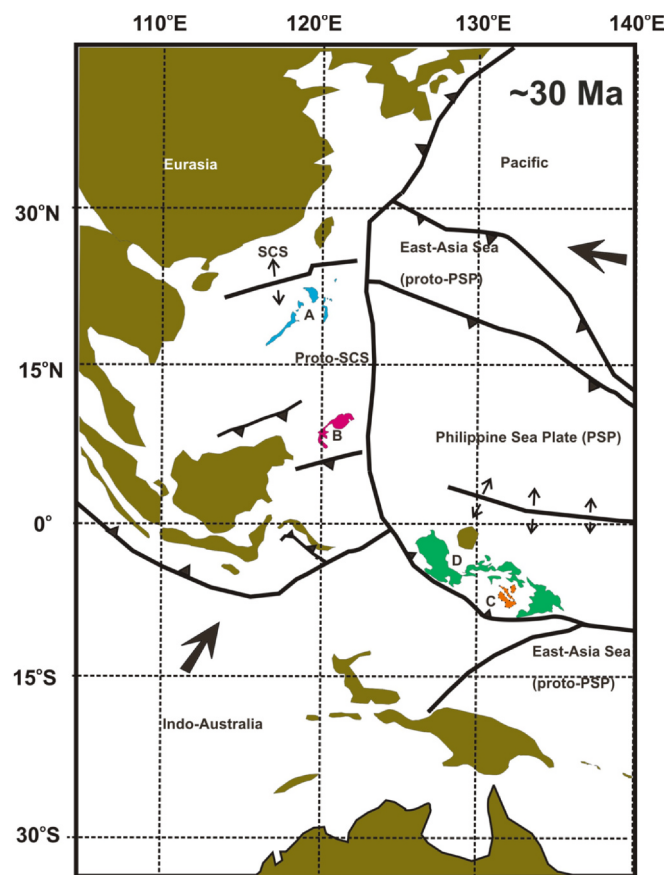 110°E 120°E 130°E 140°E
~30 Ma
Eurasia
Pacific
30°N
SCS
East-Asia Sea
(proto-PSP)
A
Proto-SCS
15°N
B
Philippine Sea Plate (PSP)
0°
D
C
East-Asia Sea
(proto-PSP)
15°S
Indo-Australia
30°S